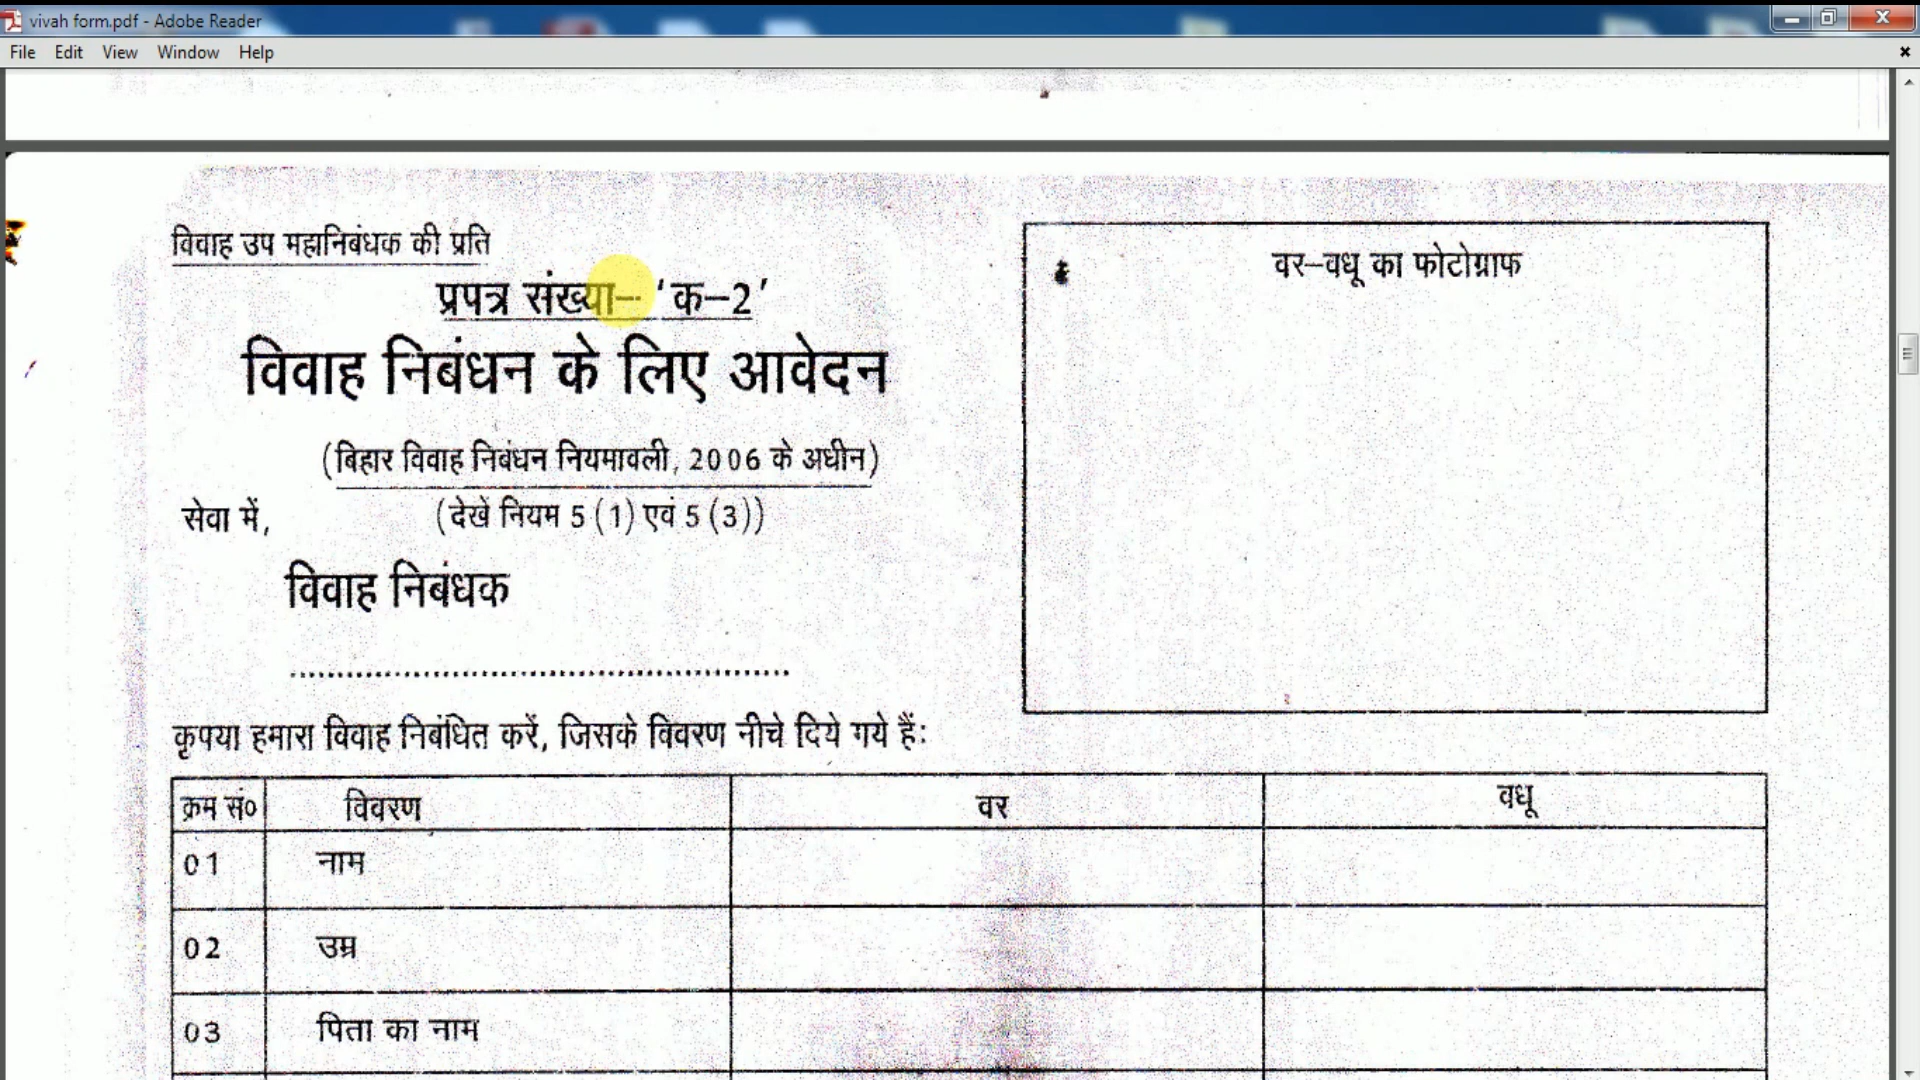 vivah form.pdf - Adobe Reader
File Edit View Window Help
विवाह उप महानिबंधक की प्रति
प्रपत्र संख्या– 'क–2'
विवाह निबंधन के लिए आवेदन
(बिहार विवाह निबंधन नियमावली, 2006 के अधीन)
(देखें नियम 5 (1) एवं 5 (3))
सेवा में,
विवाह निबंधक
वर–वधू का फोटोग्राफ
कृपया हमारा विवाह निबंधित करें, जिसके विवरण नीचे दिये गये हैं:
क्रम सं० विवरण वर वधू
01 नाम
02 उम्र
03 पिता का नाम